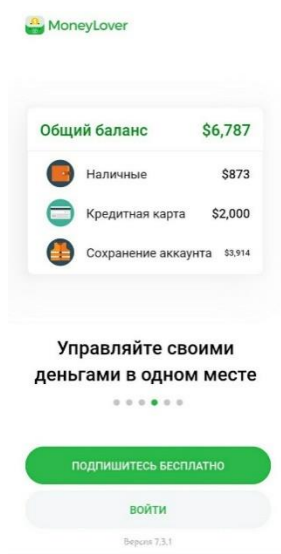 MoneyLover
Общий баланс $6,787
Наличные $873
Кредитная карта $2,000
Сохранение аккаунта $3,914
Управляйте своими
деньгами в одном месте
ПОДПИШИТЕСЬ БЕСПЛАТНО
ВОЙТИ
Версия 7.3.1